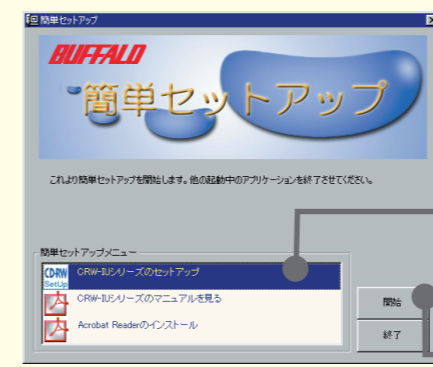 簡単セットアップ
BUFFALO
簡単セットアップ
これより簡単セットアップを開始します。他の起動中のアプリケーションを終了させてください。
簡単セットアップメニュー
CD-RW SetUp
CRW-IUシリーズのセットアップ
CRW-IUシリーズのマニュアルを見る
Acrobat Readerのインストール
開始
終了